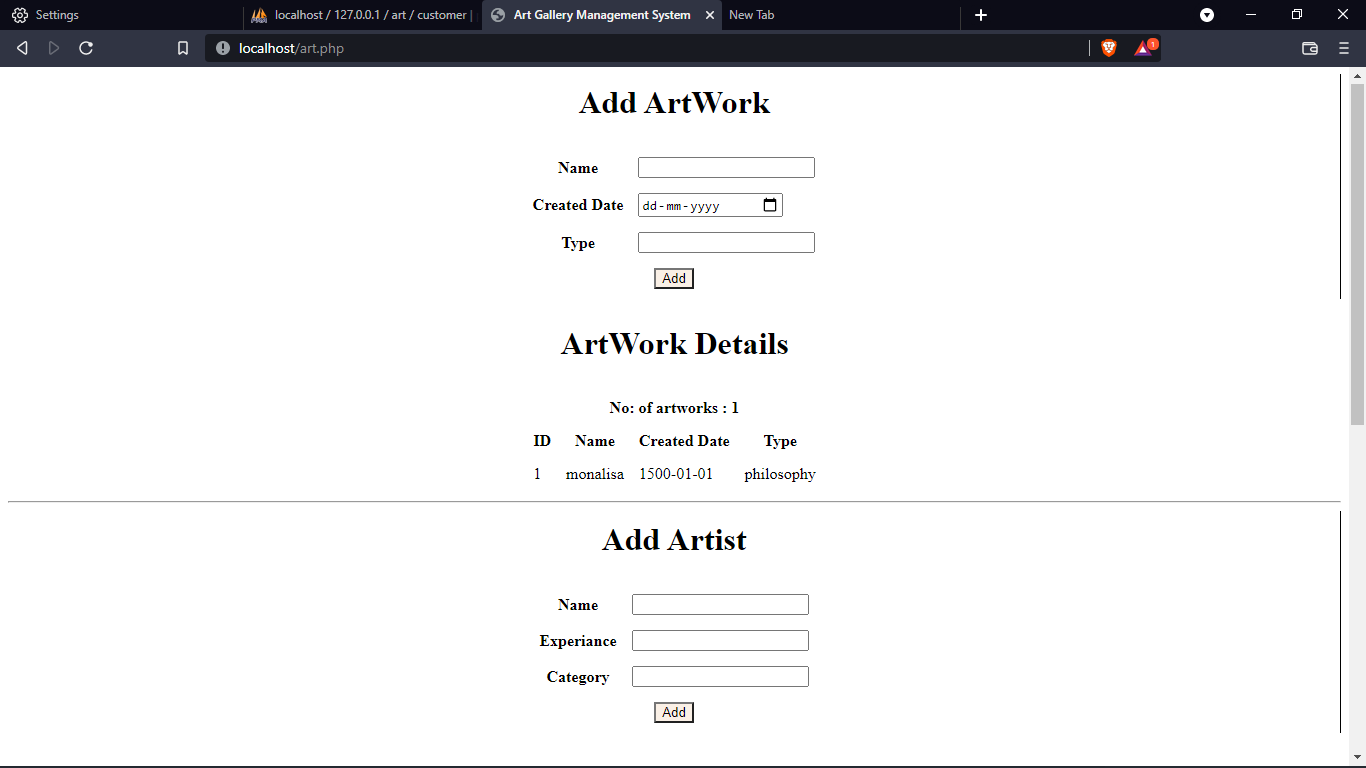 Settings
localhost / 127.0.0.1 / art / customer |
Art Gallery Management System
New Tab
localhost/art.php
1
Add ArtWork
Name
Created Date dd-mm-yyyy
Type
Add
ArtWork Details
No: of artworks : 1
ID Name Created Date Type
1 monalisa 1500-01-01 philosophy
Add Artist
Name
Experiance
Category
Add